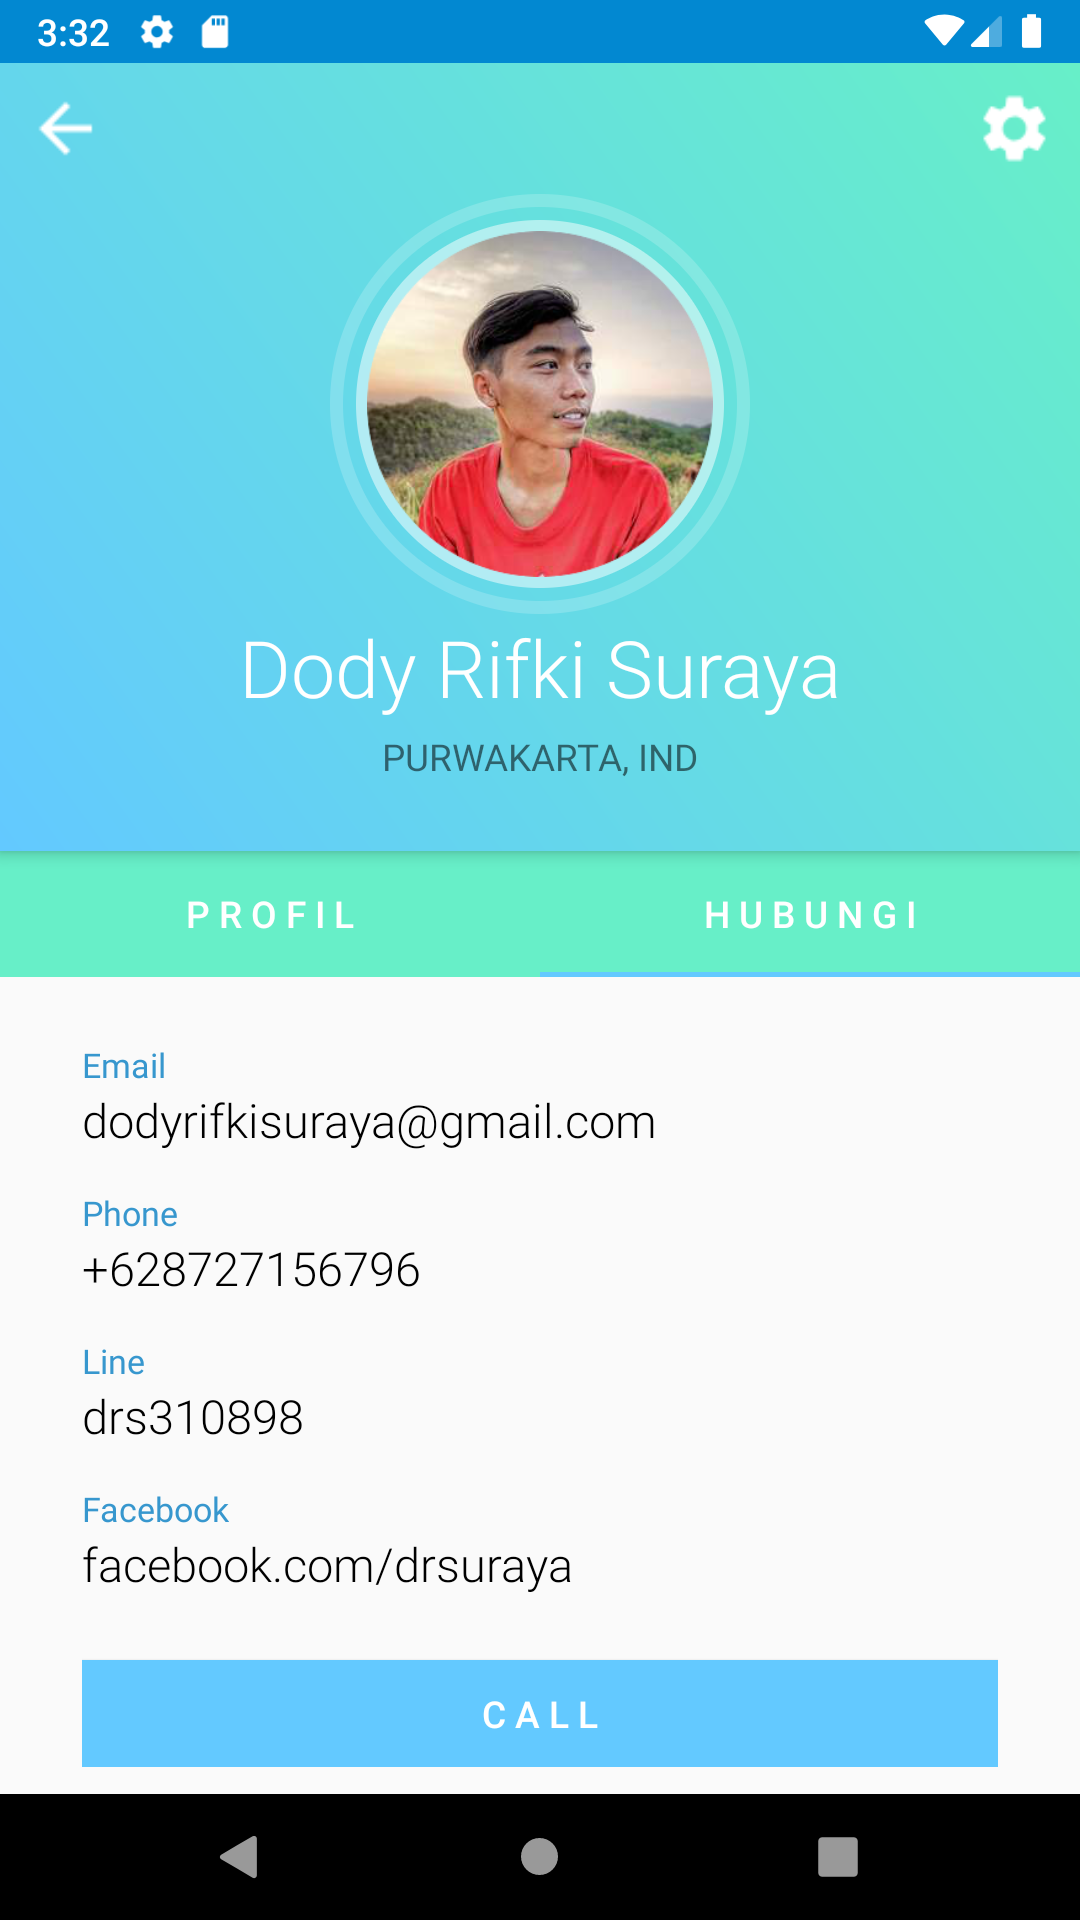 3:32
Dody Rifki Suraya
PURWAKARTA, IND
PROFIL
HUBUNGI
Email
dodyrifkisuraya@gmail.com
Phone
+628727156796
Line
drs310898
Facebook
facebook.com/drsuraya
CALL